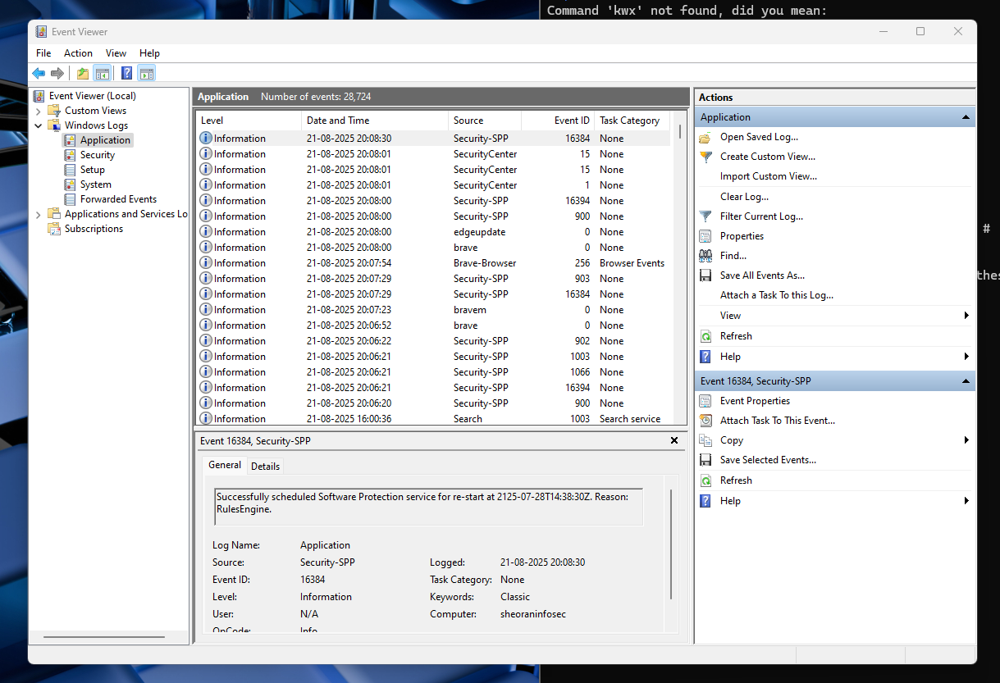 Command 'kwx' not found, did you mean:
Event Viewer
File Action View Help
Event Viewer (Local)
Custom Views
Windows Logs
Application
Security
Setup
System
Forwarded Events
Applications and Services Lo
Subscriptions
Application Number of events: 28,724
Level Date and Time Source Event ID Task Category
Information 21-08-2025 20:08:30 Security-SPP 16384 None
Information 21-08-2025 20:08:01 SecurityCenter 15 None
Information 21-08-2025 20:08:01 SecurityCenter 15 None
Information 21-08-2025 20:08:01 SecurityCenter 1 None
Information 21-08-2025 20:08:00 Security-SPP 16394 None
Information 21-08-2025 20:08:00 Security-SPP 900 None
Information 21-08-2025 20:08:00 edgeupdate 0 None
Information 21-08-2025 20:08:00 brave 0 None
Information 21-08-2025 20:07:54 Brave-Browser 256 Browser Events
Information 21-08-2025 20:07:29 Security-SPP 903 None
Information 21-08-2025 20:07:29 Security-SPP 16384 None
Information 21-08-2025 20:07:23 bravem 0 None
Information 21-08-2025 20:06:52 brave 0 None
Information 21-08-2025 20:06:22 Security-SPP 902 None
Information 21-08-2025 20:06:21 Security-SPP 1003 None
Information 21-08-2025 20:06:21 Security-SPP 1066 None
Information 21-08-2025 20:06:21 Security-SPP 16394 None
Information 21-08-2025 20:06:20 Security-SPP 900 None
Information 21-08-2025 16:00:36 Search 1003 Search service
Event 16384, Security-SPP
General Details
Successfully scheduled Software Protection service for re-start at 2125-07-28T14:38:30Z. Reason:
RulesEngine.
Log Name: Application
Source: Security-SPP Logged: 21-08-2025 20:08:30
Event ID: 16384 Task Category: None
Level: Information Keywords: Classic
User: N/A Computer: sheoraninfosec
OpCode: Info
Actions
Application
Open Saved Log...
Create Custom View...
Import Custom View...
Clear Log...
Filter Current Log...
Properties
Find...
Save All Events As...
Attach a Task To this Log...
View
Refresh
Help
Event 16384, Security-SPP
Event Properties
Attach Task To This Event...
Copy
Save Selected Events...
Refresh
Help
#
thes